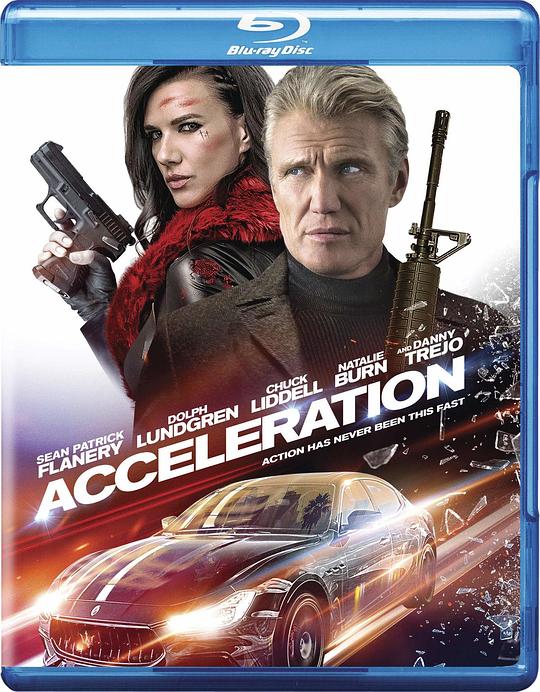 Blu-ray Disc
SEAN PATRICK FLANERY
DOLPH LUNDGREN
CHUCK LIDDELL
NATALIE BURN
AND DANNY TREJO
ACCELERATION
ACTION HAS NEVER BEEN THIS FAST